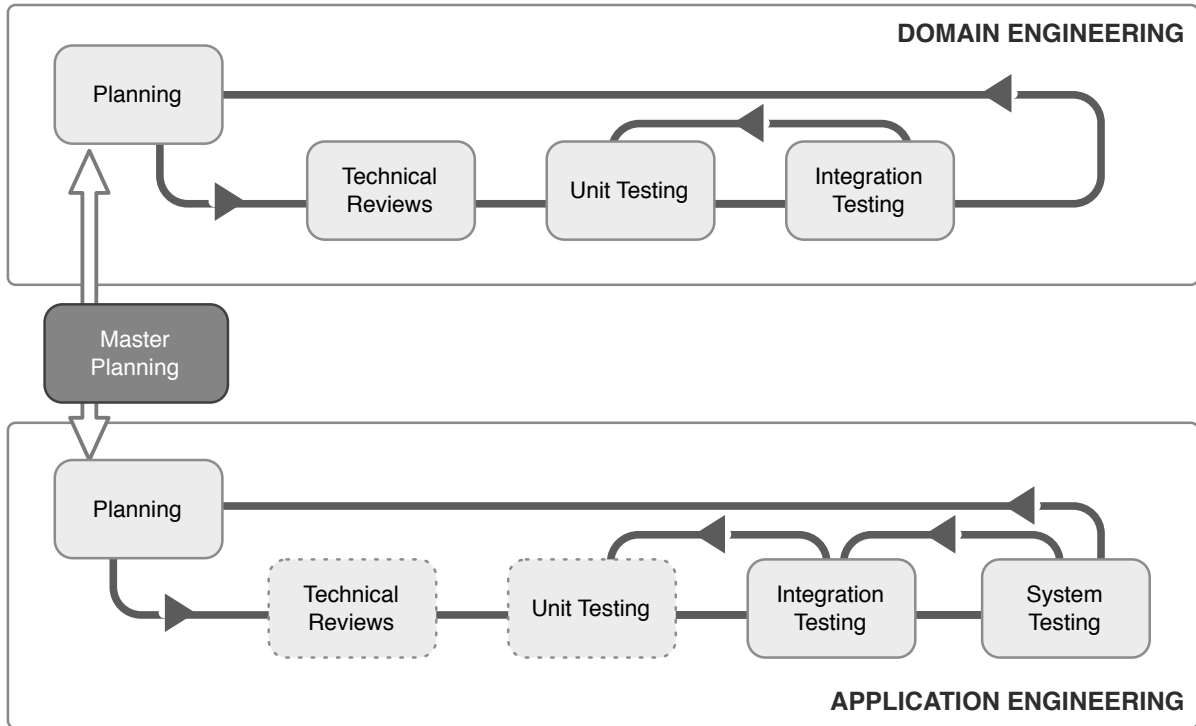 DOMAIN ENGINEERING
Planning
Technical
Reviews
Unit Testing
Integration
Testing
Master
Planning
Planning
Technical
Reviews
Unit Testing
Integration
Testing
System
Testing
APPLICATION ENGINEERING